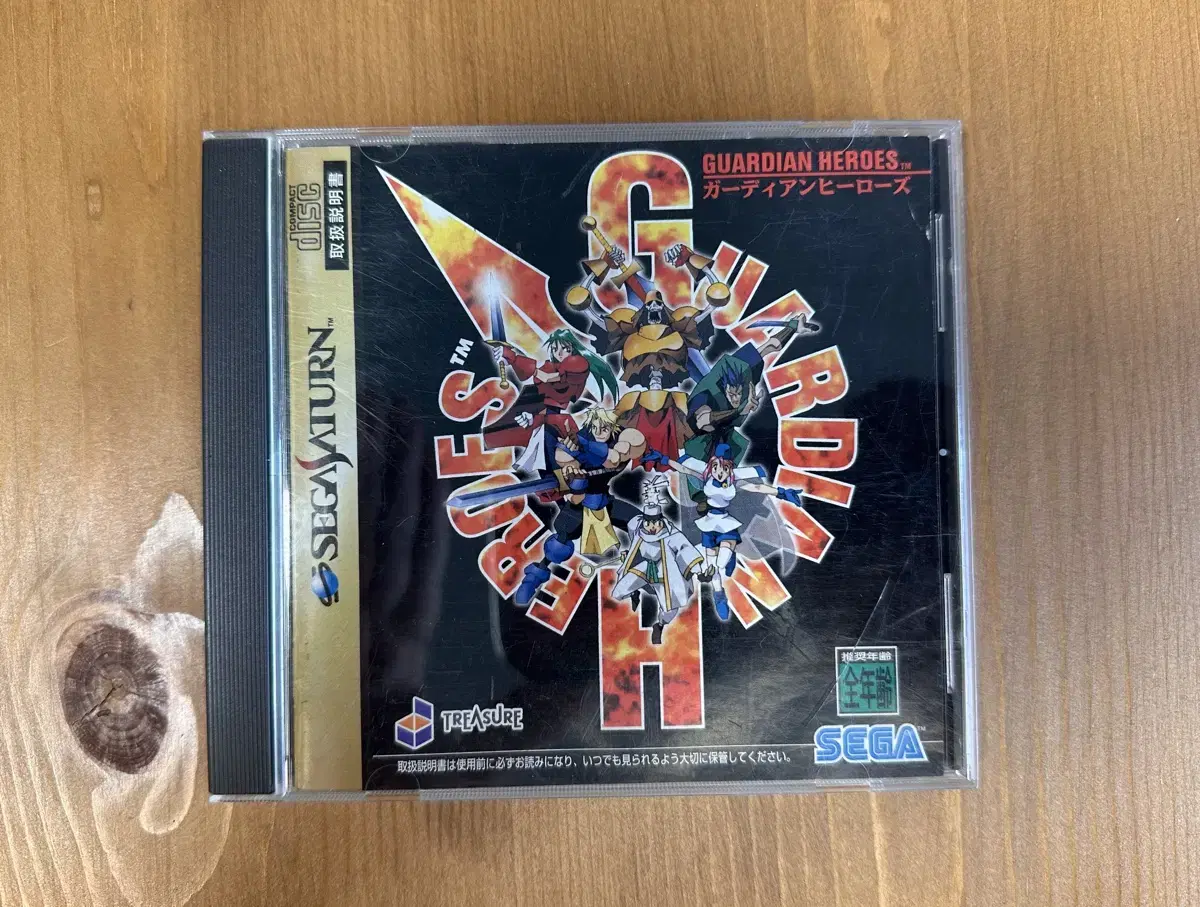 COMPACT
disc
取扱説明書
SEGA SATURN™
GUARDIAN HEROES™
ガーディアンヒーローズ
GUARDIAN
HEROES™
TREASURE
推奨年齢
全年齢
SEGA™
取扱説明書は使用前に必ずお読みになり、いつでも見られるよう大切に保管してください。